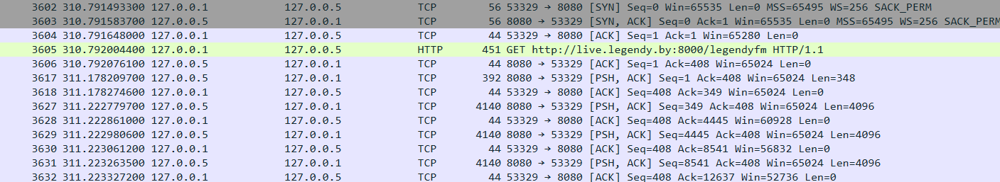 3602 310.791493300 127.0.0.1 127.0.0.5 TCP 56 53329 → 8080 [SYN] Seq=0 Win=65535 Len=0 MSS=65495 WS=256 SACK_PERM
3603 310.791583700 127.0.0.5 127.0.0.1 TCP 56 8080 → 53329 [SYN, ACK] Seq=0 Ack=1 Win=65535 Len=0 MSS=65495 WS=256 SACK_PERM
3604 310.791648000 127.0.0.1 127.0.0.5 TCP 44 53329 → 8080 [ACK] Seq=1 Ack=1 Win=65280 Len=0
3605 310.792004400 127.0.0.1 127.0.0.5 HTTP 451 GET http://live.legendy.by:8000/legendyfm HTTP/1.1
3606 310.792076100 127.0.0.5 127.0.0.1 TCP 44 8080 → 53329 [ACK] Seq=1 Ack=408 Win=65024 Len=0
3617 311.178209700 127.0.0.5 127.0.0.1 TCP 392 8080 → 53329 [PSH, ACK] Seq=1 Ack=408 Win=65024 Len=348
3618 311.178274600 127.0.0.1 127.0.0.5 TCP 44 53329 → 8080 [ACK] Seq=408 Ack=349 Win=65024 Len=0
3627 311.222779700 127.0.0.5 127.0.0.1 TCP 4140 8080 → 53329 [PSH, ACK] Seq=349 Ack=408 Win=65024 Len=4096
3628 311.222861000 127.0.0.1 127.0.0.5 TCP 44 53329 → 8080 [ACK] Seq=408 Ack=4445 Win=60928 Len=0
3629 311.222980600 127.0.0.5 127.0.0.1 TCP 4140 8080 → 53329 [PSH, ACK] Seq=4445 Ack=408 Win=65024 Len=4096
3630 311.223061200 127.0.0.1 127.0.0.5 TCP 44 53329 → 8080 [ACK] Seq=408 Ack=8541 Win=56832 Len=0
3631 311.223263500 127.0.0.5 127.0.0.1 TCP 4140 8080 → 53329 [PSH, ACK] Seq=8541 Ack=408 Win=65024 Len=4096
3632 311.223327200 127.0.0.1 127.0.0.5 TCP 44 53329 → 8080 [ACK] Seq=408 Ack=12637 Win=52736 Len=0